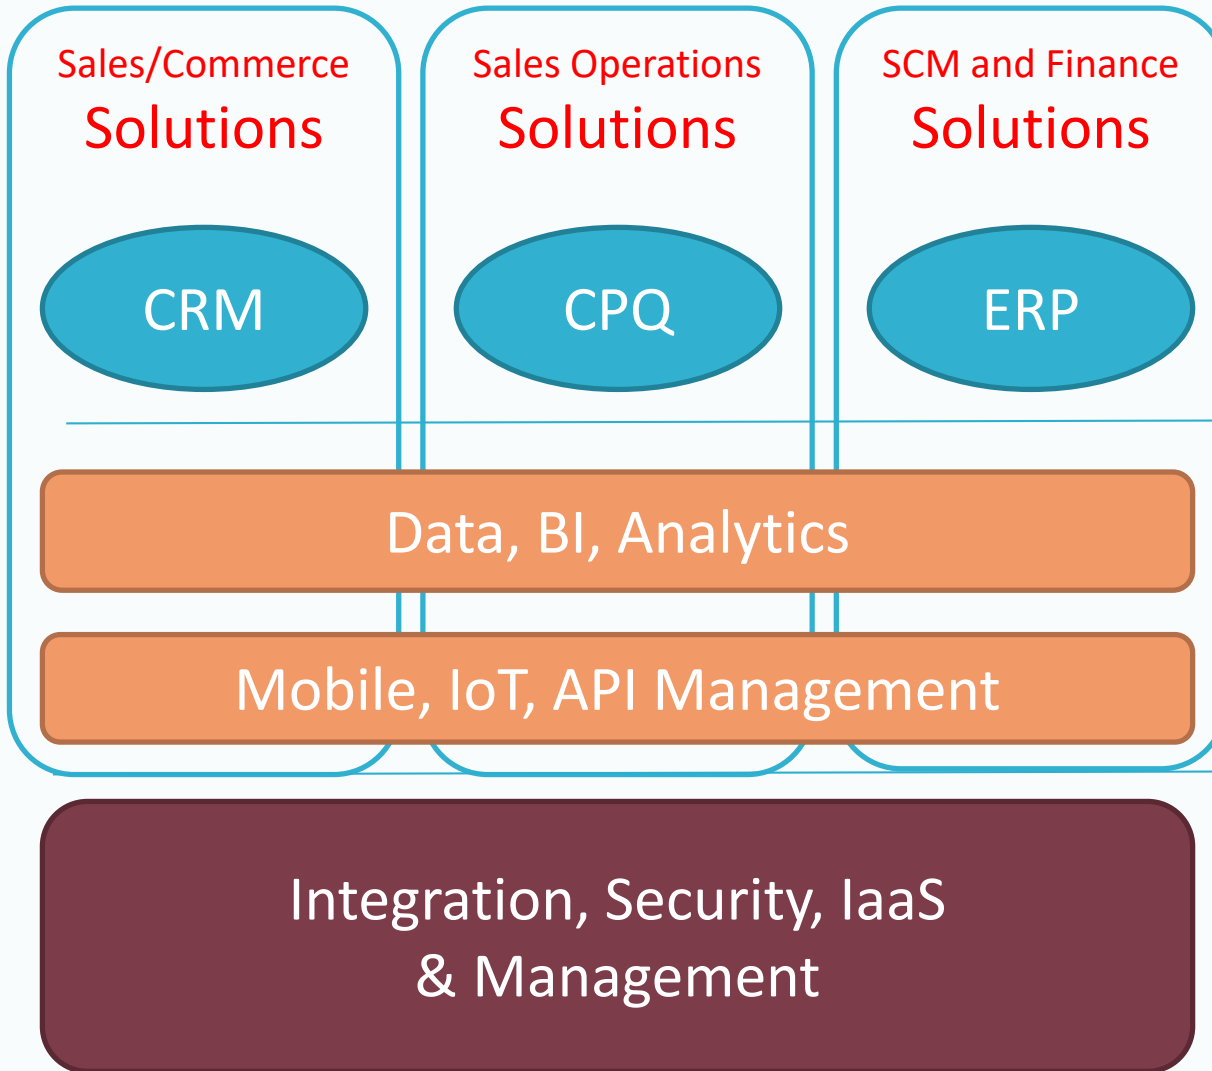 Sales/Commerce
Solutions
Sales Operations
Solutions
SCM and Finance
Solutions
CRM
CPQ
ERP
Data, BI, Analytics
Mobile, IoT, API Management
Integration, Security, IaaS
& Management